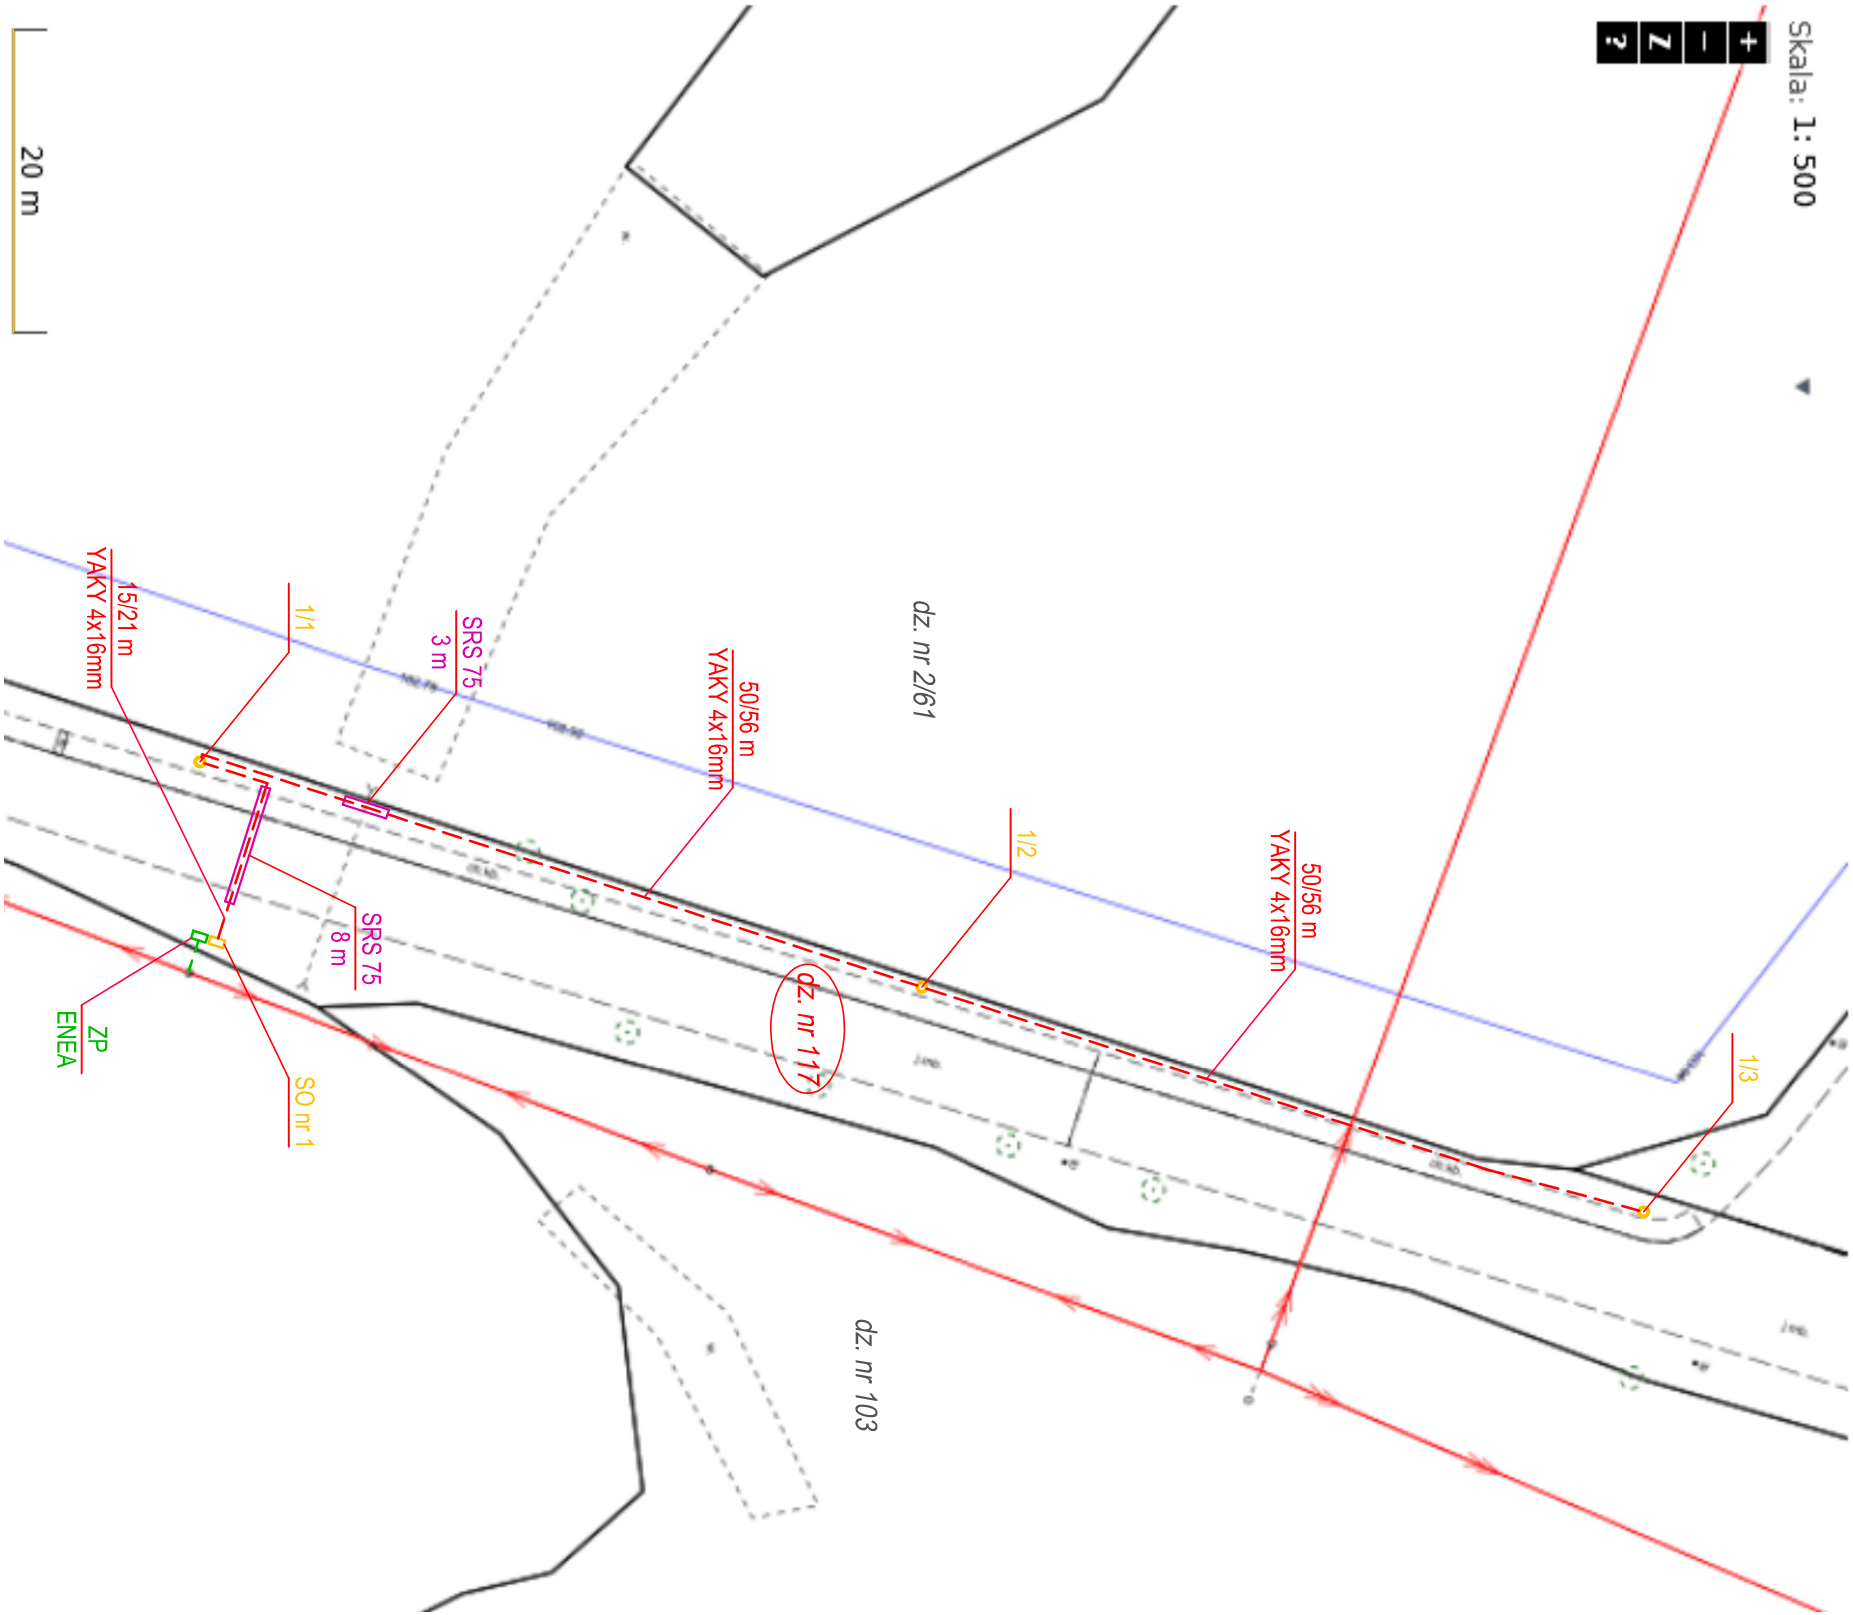 Skala: 1: 500
Skala
+
−
Z
?
20 m
dz. nr 2/61
dz. nr 117
dz. nr 103
1/1
1/2
1/3
15/21 m
YAKY 4x16mm
SRS 75
3 m
50/56 m
YAKY 4x16mm
50/56 m
YAKY 4x16mm
SRS 75
8 m
ZP
ENEA
SO nr 1